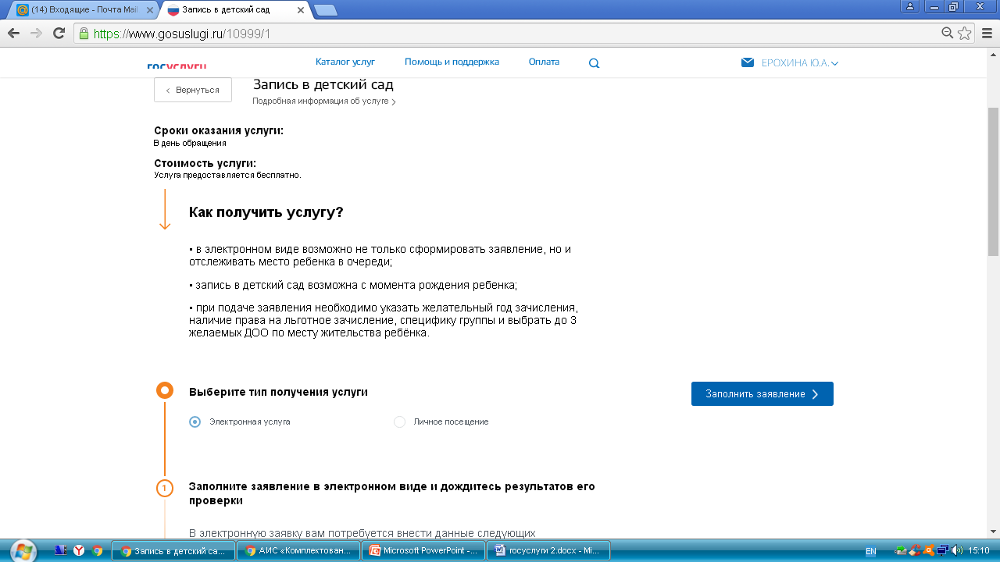 (14) Входящие - Почта Mail
Запись в детский сад
https://www.gosuslugi.ru/10999/1
госуслуги
Каталог услуг
Помощь и поддержка
Оплата
ЕРОХИНА Ю.А.
Вернуться
Запись в детский сад
Подробная информация об услуге
Сроки оказания услуги:
В день обращения
Стоимость услуги:
Услуга предоставляется бесплатно.
Как получить услугу?
• в электронном виде возможно не только сформировать заявление, но и
отслеживать место ребенка в очереди;
• запись в детский сад возможна с момента рождения ребенка;
• при подаче заявления необходимо указать желательный год зачисления,
наличие права на льготное зачисление, специфику группы и выбрать до 3
желаемых ДОО по месту жительства ребёнка.
Выберите тип получения услуги
Заполнить заявление
Электронная услуга
Личное посещение
1
Заполните заявление в электронном виде и дождитесь результатов его
проверки
В электронную заявку вам потребуется внести данные следующих
Запись в детский са...
АИС «Комплектован...
Microsoft PowerPoint -...
госуслуги 2.docx - Mi...
EN
15:10